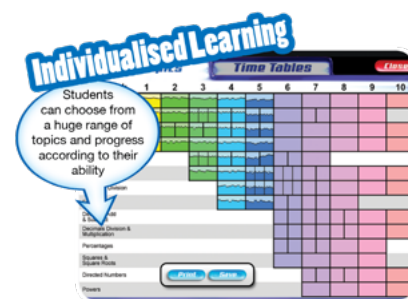 Individualised Learning
Time Tables
Close
1 2 3 4 5 6 7 8 9 10
Students
can choose from
a huge range of
topics and progress
according to their
ability
Decimals Division &
Multiplication
Percentages
Squares &
Square Roots
Directed Numbers
Powers
Print Save